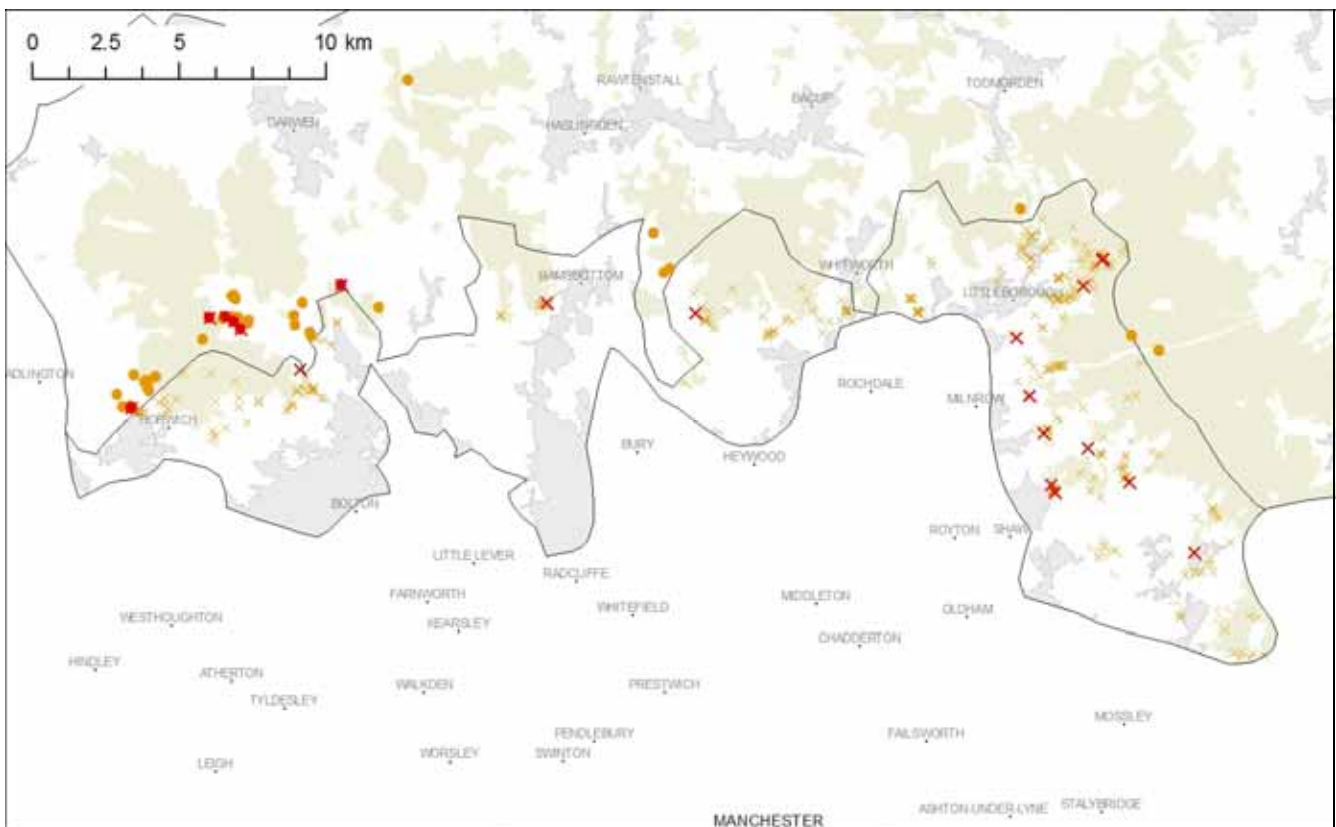 0 2.5 5 10 km
RAWTENSTALL
TODMORDEN
BACUP
DARWEN
HASLINGDEN
WHITWORTH
RAMSBOTTOM
LITTLEBOROUGH
ADLINGTON
ROCHDALE
MILNROW
HORWICH
BURY
HEYWOOD
BOLTON
ROYTON
SHAW
LITTLE LEVER
RADCLIFFE
FARNWORTH
WHITEFIELD
MIDDLETON
OLDHAM
WESTHOUGHTON
KEARSLEY
CHADDERTON
HINDLEY
ATHERTON
WALKDEN
PRESTWICH
TYLDESLEY
MOSSLEY
PENDLEBURY
FAILSWORTH
WORSLEY
SWINTON
LEIGH
ASHTON-UNDER-LYNE
STALYBRIDGE
MANCHESTER